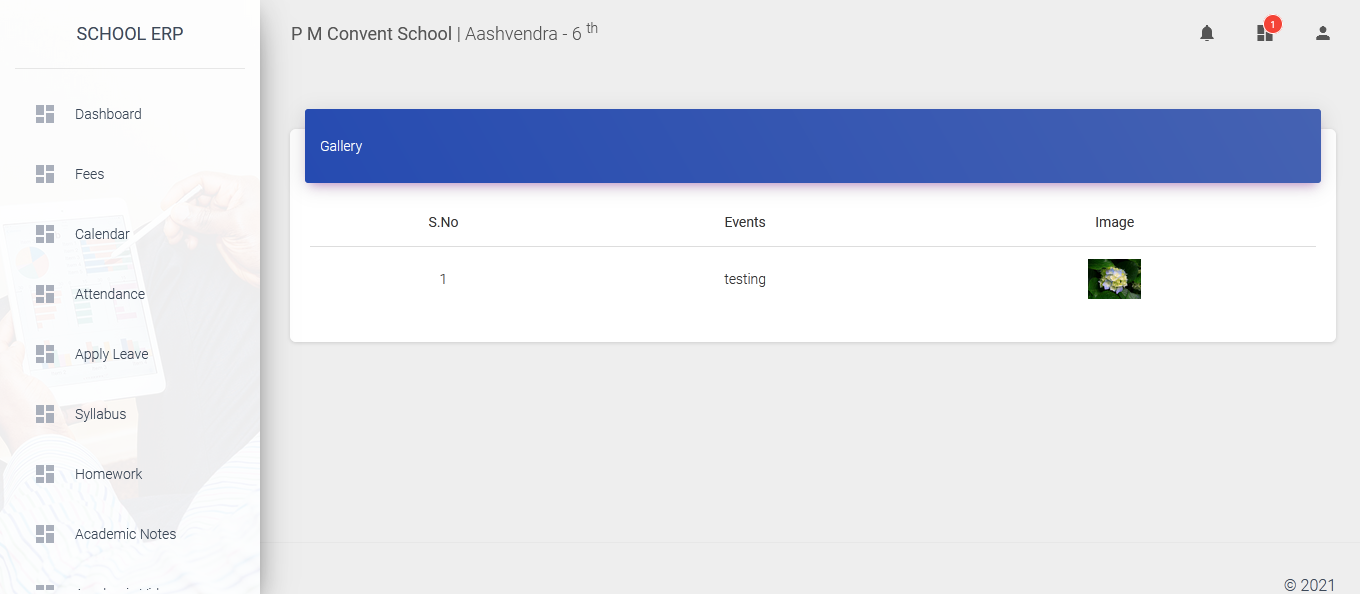 SCHOOL ERP
P M Convent School | Aashvendra - 6 th
1
Dashboard
Fees
Calendar
Attendance
Apply Leave
Syllabus
Homework
Academic Notes
Gallery
S.No Events Image
1 testing
© 2021